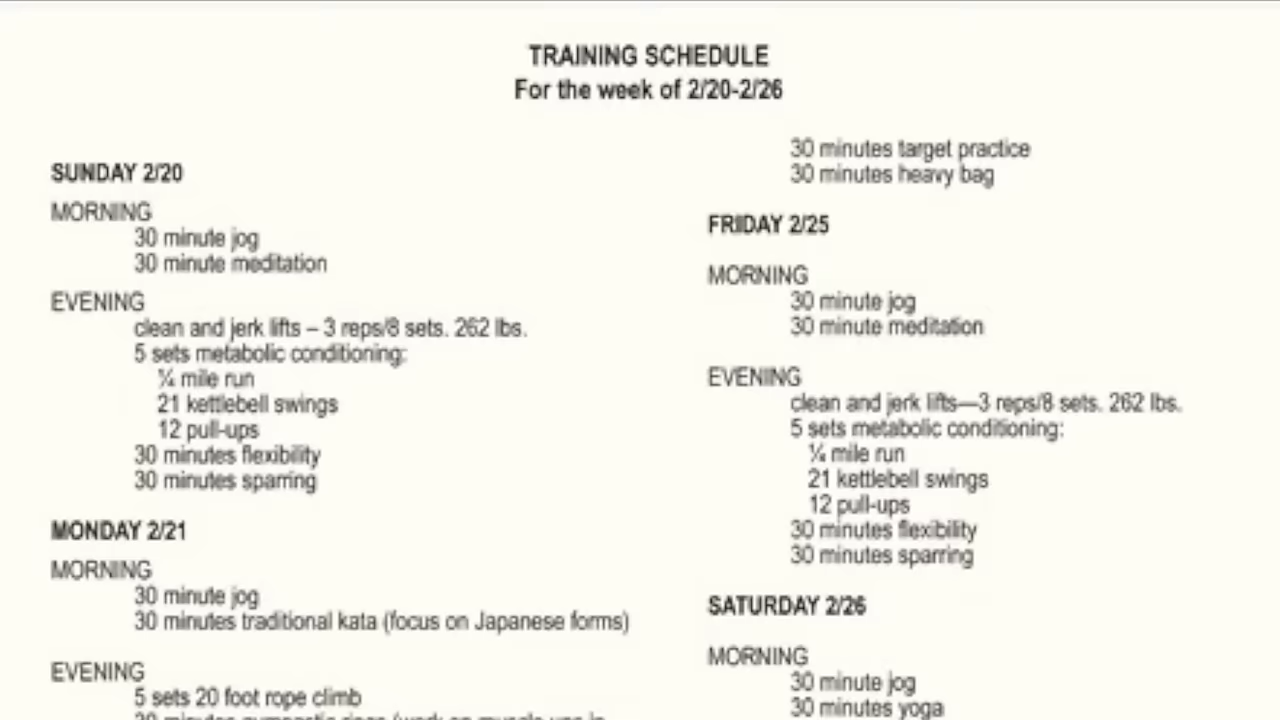 TRAINING SCHEDULE
For the week of 2/20-2/26
SUNDAY 2/20
MORNING
30 minute jog
30 minute meditation
EVENING
clean and jerk lifts – 3 reps/8 sets. 262 lbs.
5 sets metabolic conditioning:
¼ mile run
21 kettlebell swings
12 pull-ups
30 minutes flexibility
30 minutes sparring
MONDAY 2/21
MORNING
30 minute jog
30 minutes traditional kata (focus on Japanese forms)
EVENING
5 sets 20 foot rope climb
30 minutes target practice
30 minutes heavy bag
FRIDAY 2/25
MORNING
30 minute jog
30 minute meditation
EVENING
clean and jerk lifts—3 reps/8 sets. 262 lbs.
5 sets metabolic conditioning:
¼ mile run
21 kettlebell swings
12 pull-ups
30 minutes flexibility
30 minutes sparring
SATURDAY 2/26
MORNING
30 minute jog
30 minutes yoga